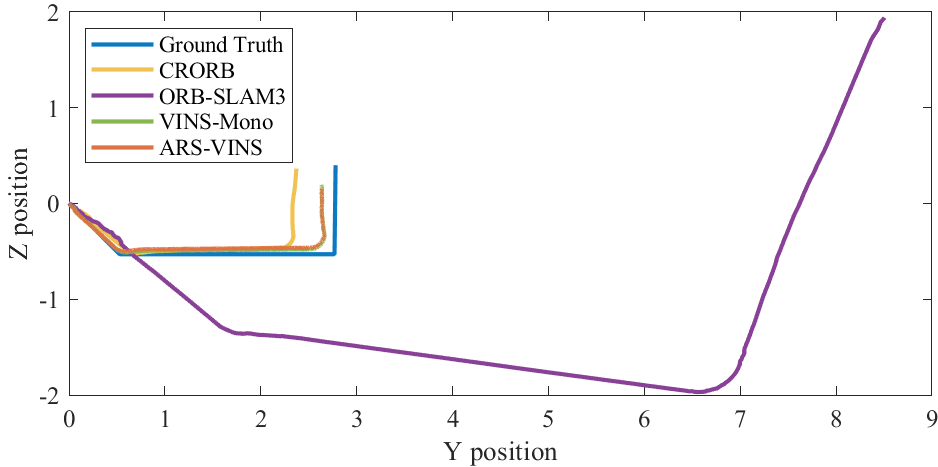 2
1
0
-1
-2
Z position
Ground Truth
CRORB
ORB-SLAM3
VINS-Mono
ARS-VINS
0 1 2 3 4 5 6 7 8 9
Y position